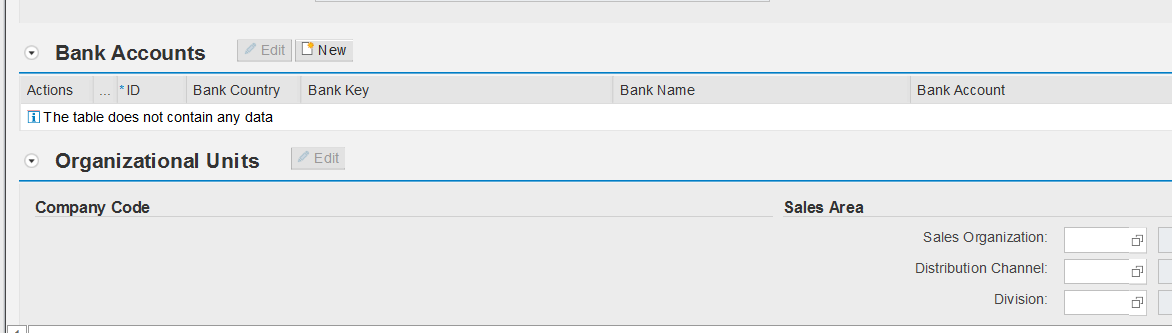 Bank Accounts Edit New
Actions ... *ID Bank Country Bank Key Bank Name Bank Account
The table does not contain any data
Organizational Units Edit
Company Code Sales Area
Sales Organization:
Distribution Channel:
Division: